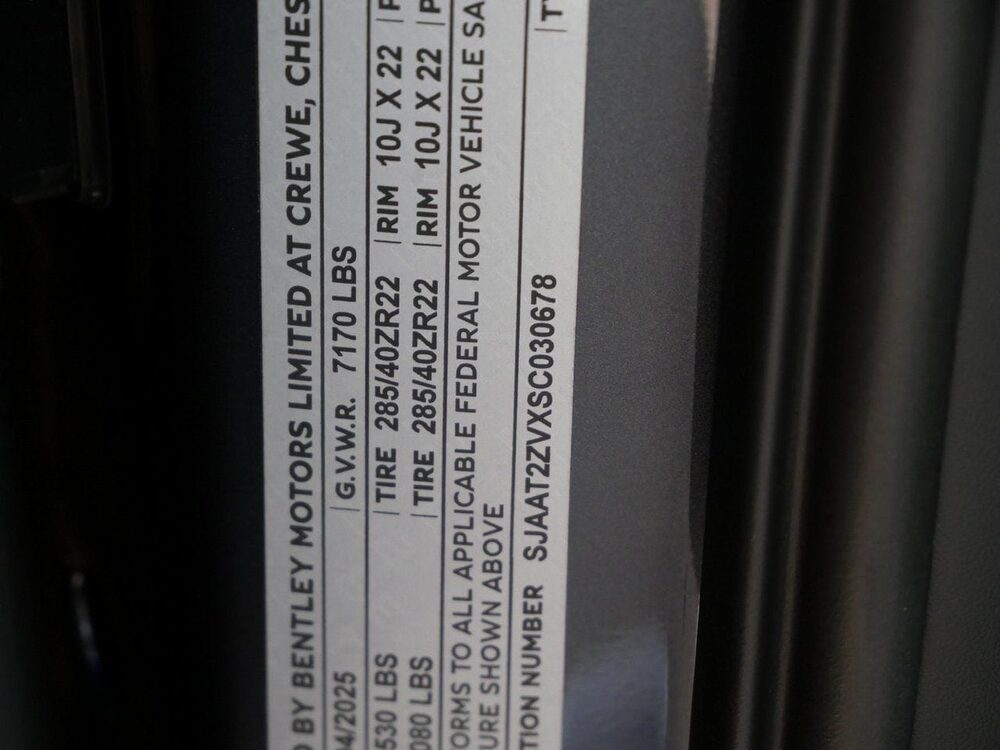 BY BENTLEY MOTORS LIMITED AT CREWE, CHES
04/2025 | G.V.W.R. 7170 LBS
530 LBS | TIRE 285/40ZR22 | RIM 10J X 22 | P
080 LBS | TIRE 285/40ZR22 | RIM 10J X 22 | P
ORMS TO ALL APPLICABLE FEDERAL MOTOR VEHICLE SA
URE SHOWN ABOVE
TION NUMBER SJAAT2ZVXSC030678 | TY